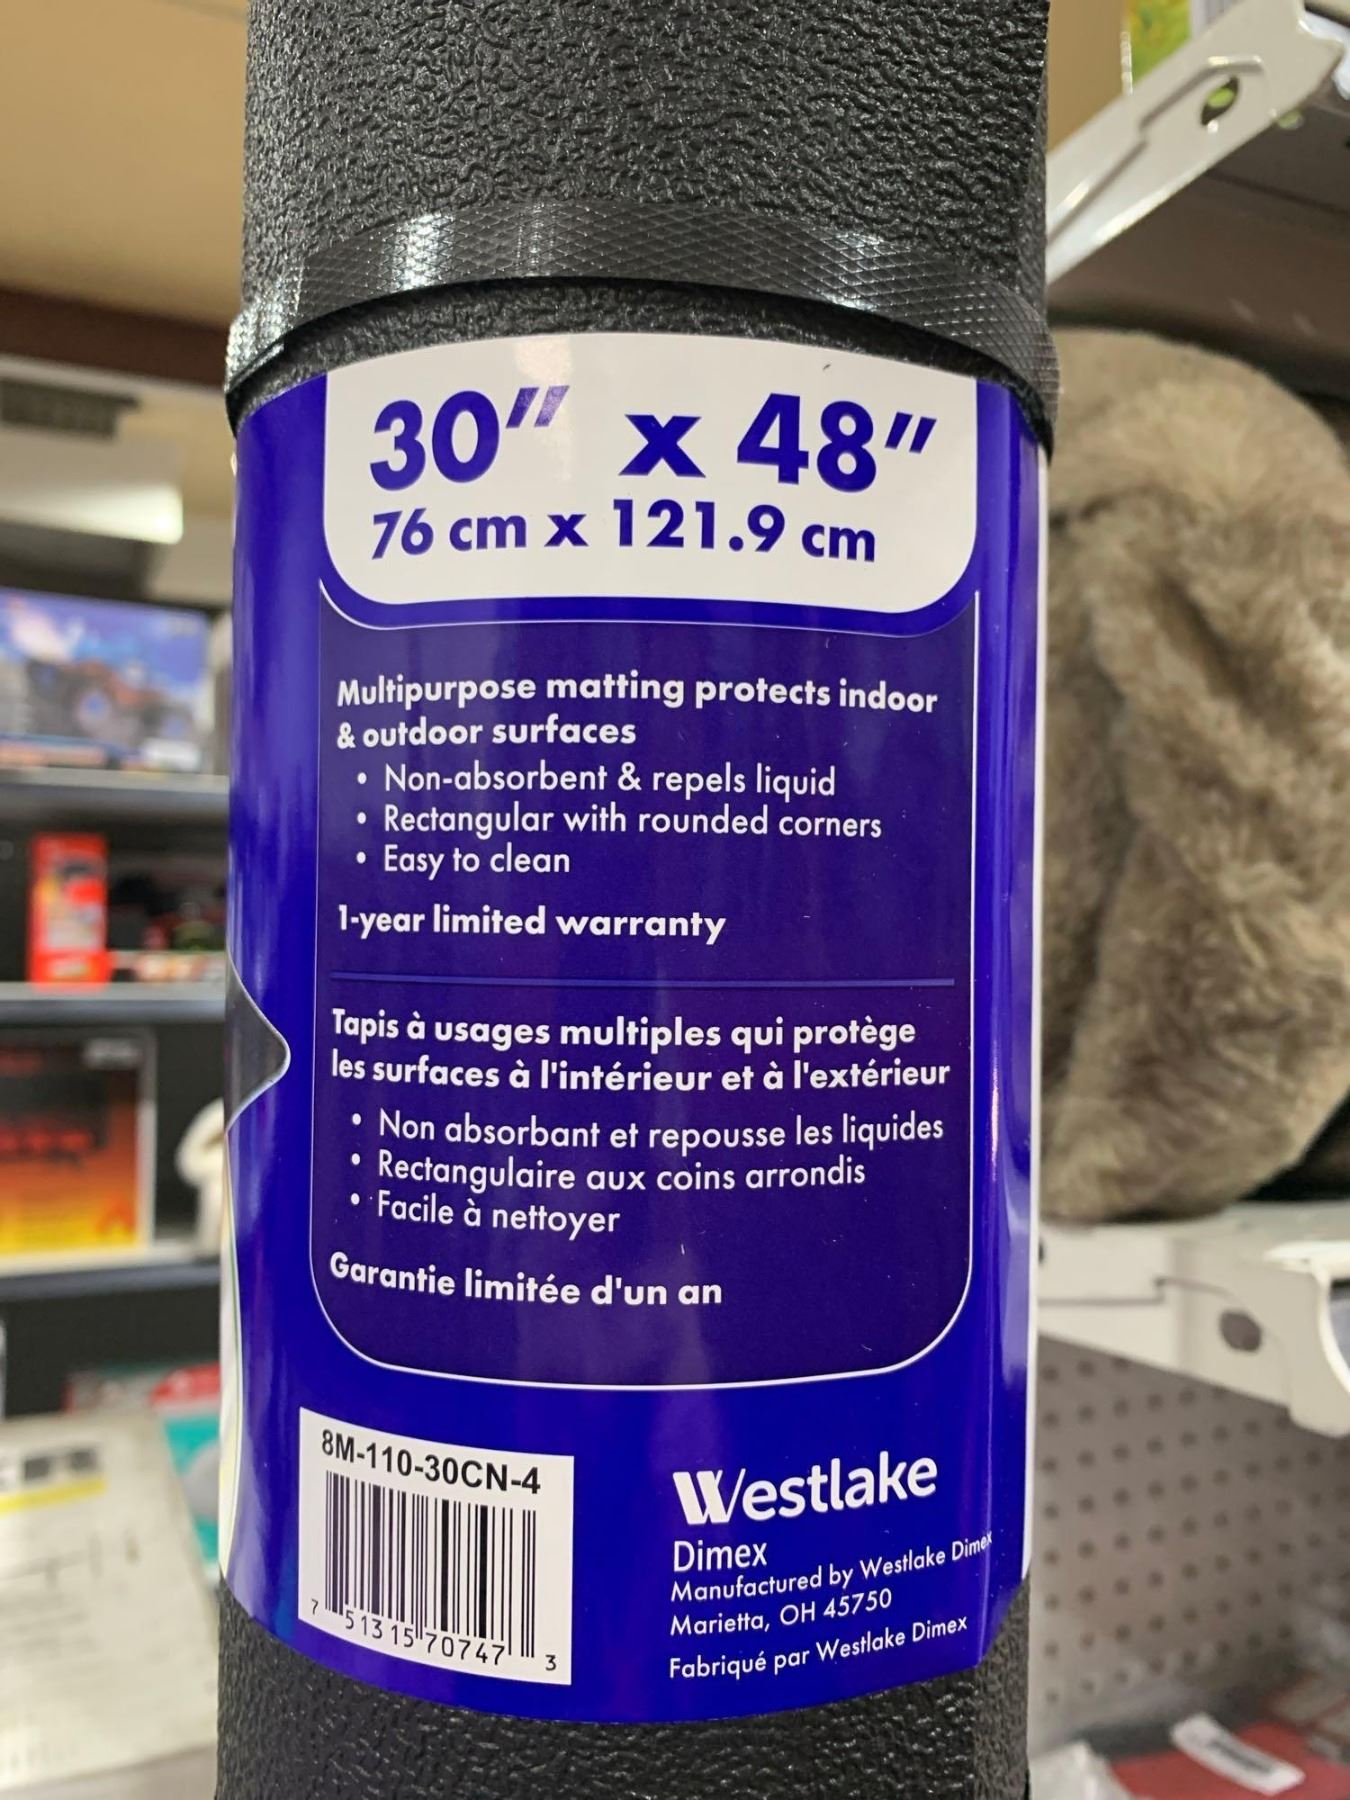 30" x 48"
76 cm x 121.9 cm
Multipurpose matting protects indoor
& outdoor surfaces
• Non-absorbent & repels liquid
• Rectangular with rounded corners
• Easy to clean
1-year limited warranty
Tapis à usages multiples qui protège
les surfaces à l'intérieur et à l'extérieur
• Non absorbant et repousse les liquides
• Rectangulaire aux coins arrondis
• Facile à nettoyer
Garantie limitée d'un an
8M-110-30CN-4
7 51315 70747 3
Westlake
Dimex
Manufactured by Westlake Dimex
Marietta, OH 45750
Fabriqué par Westlake Dimex